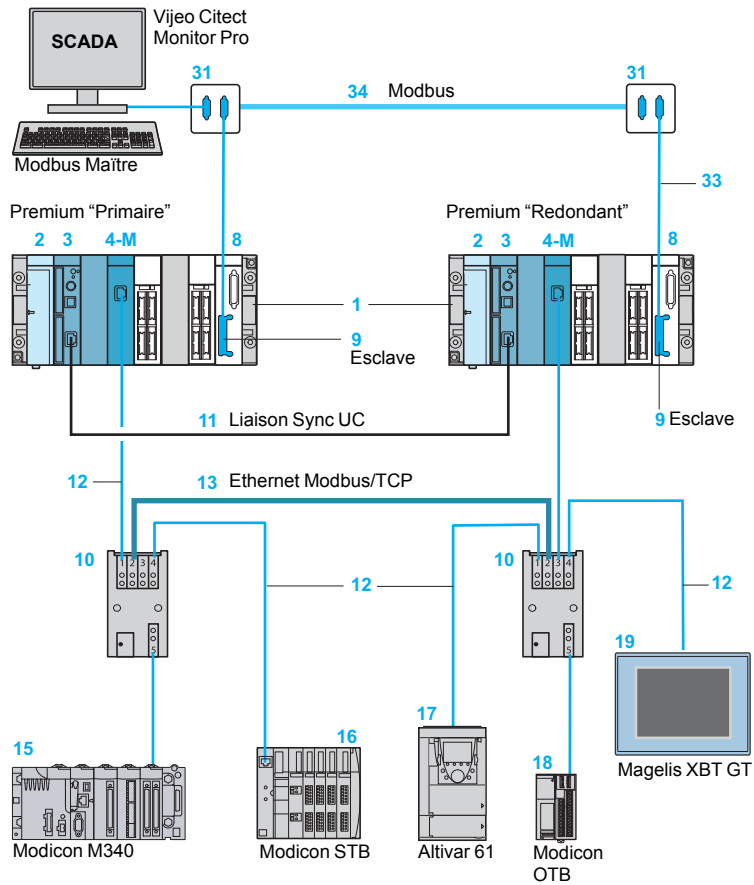 SCADA
Vijeo Citect
Monitor Pro
31
34 Modbus
31
Modbus Maïtre
33
Premium “Primaire”
Premium “Redondant”
2 3 4-M 8
2 3 4-M 8
1
9
Esclave
9 Esclave
11 Liaison Sync UC
12
13 Ethernet Modbus/TCP
10
1 2 3 4
5
12
10
1 2 3 4
5
12
19
Magelis XBT GT
15
Modicon M340
16
Modicon STB
17
Altivar 61
18
Modicon
OTB